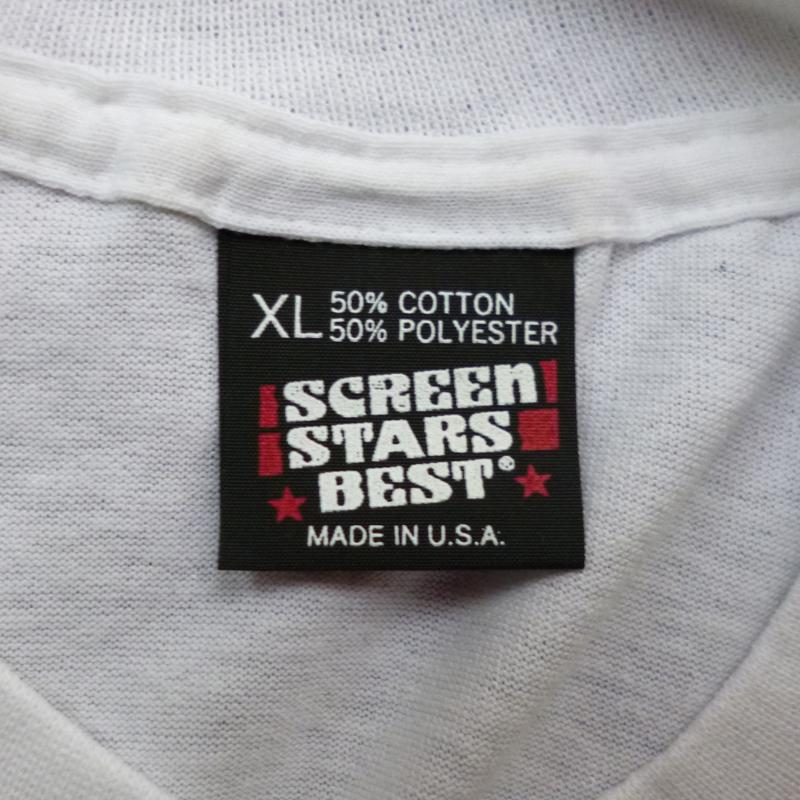 XL 50% COTTON
50% POLYESTER
SCREEN
STARS
BEST®
MADE IN U.S.A.